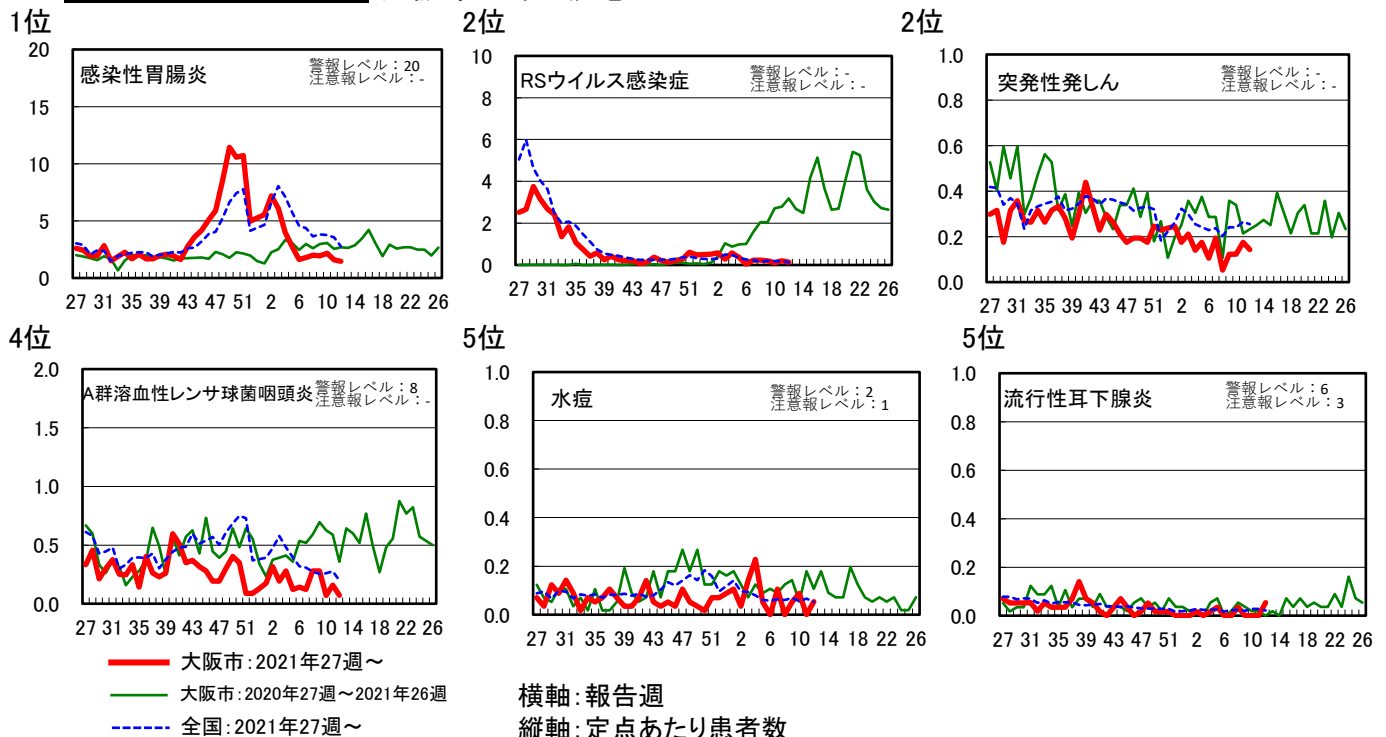 1位
2位
2位
感染性胃腸炎
警報レベル：20
注意報レベル：-
20
15
10
5
0
27 31 35 39 43 47 51 2 6 10 14 18 22 26
RSウイルス感染症
警報レベル：-
注意報レベル：-
10
8
6
4
2
0
27 31 35 39 43 47 51 2 6 10 14 18 22 26
突発性発しん
警報レベル：-
注意報レベル：-
1.0
0.8
0.6
0.4
0.2
0.0
27 31 35 39 43 47 51 2 6 10 14 18 22 26
4位
5位
5位
A群溶血性レンサ球菌咽頭炎
警報レベル：8
注意報レベル：-
2.0
1.5
1.0
0.5
0.0
27 31 35 39 43 47 51 2 6 10 14 18 22 26
水痘
警報レベル：2
注意報レベル：1
1.0
0.8
0.6
0.4
0.2
0.0
27 31 35 39 43 47 51 2 6 10 14 18 22 26
流行性耳下腺炎
警報レベル：6
注意報レベル：3
1.0
0.8
0.6
0.4
0.2
0.0
27 31 35 39 43 47 51 2 6 10 14 18 22 26
大阪市：2021年27週～
大阪市：2020年27週～2021年26週
全国：2021年27週～
横軸：報告週
縦軸：定点あたり患者数